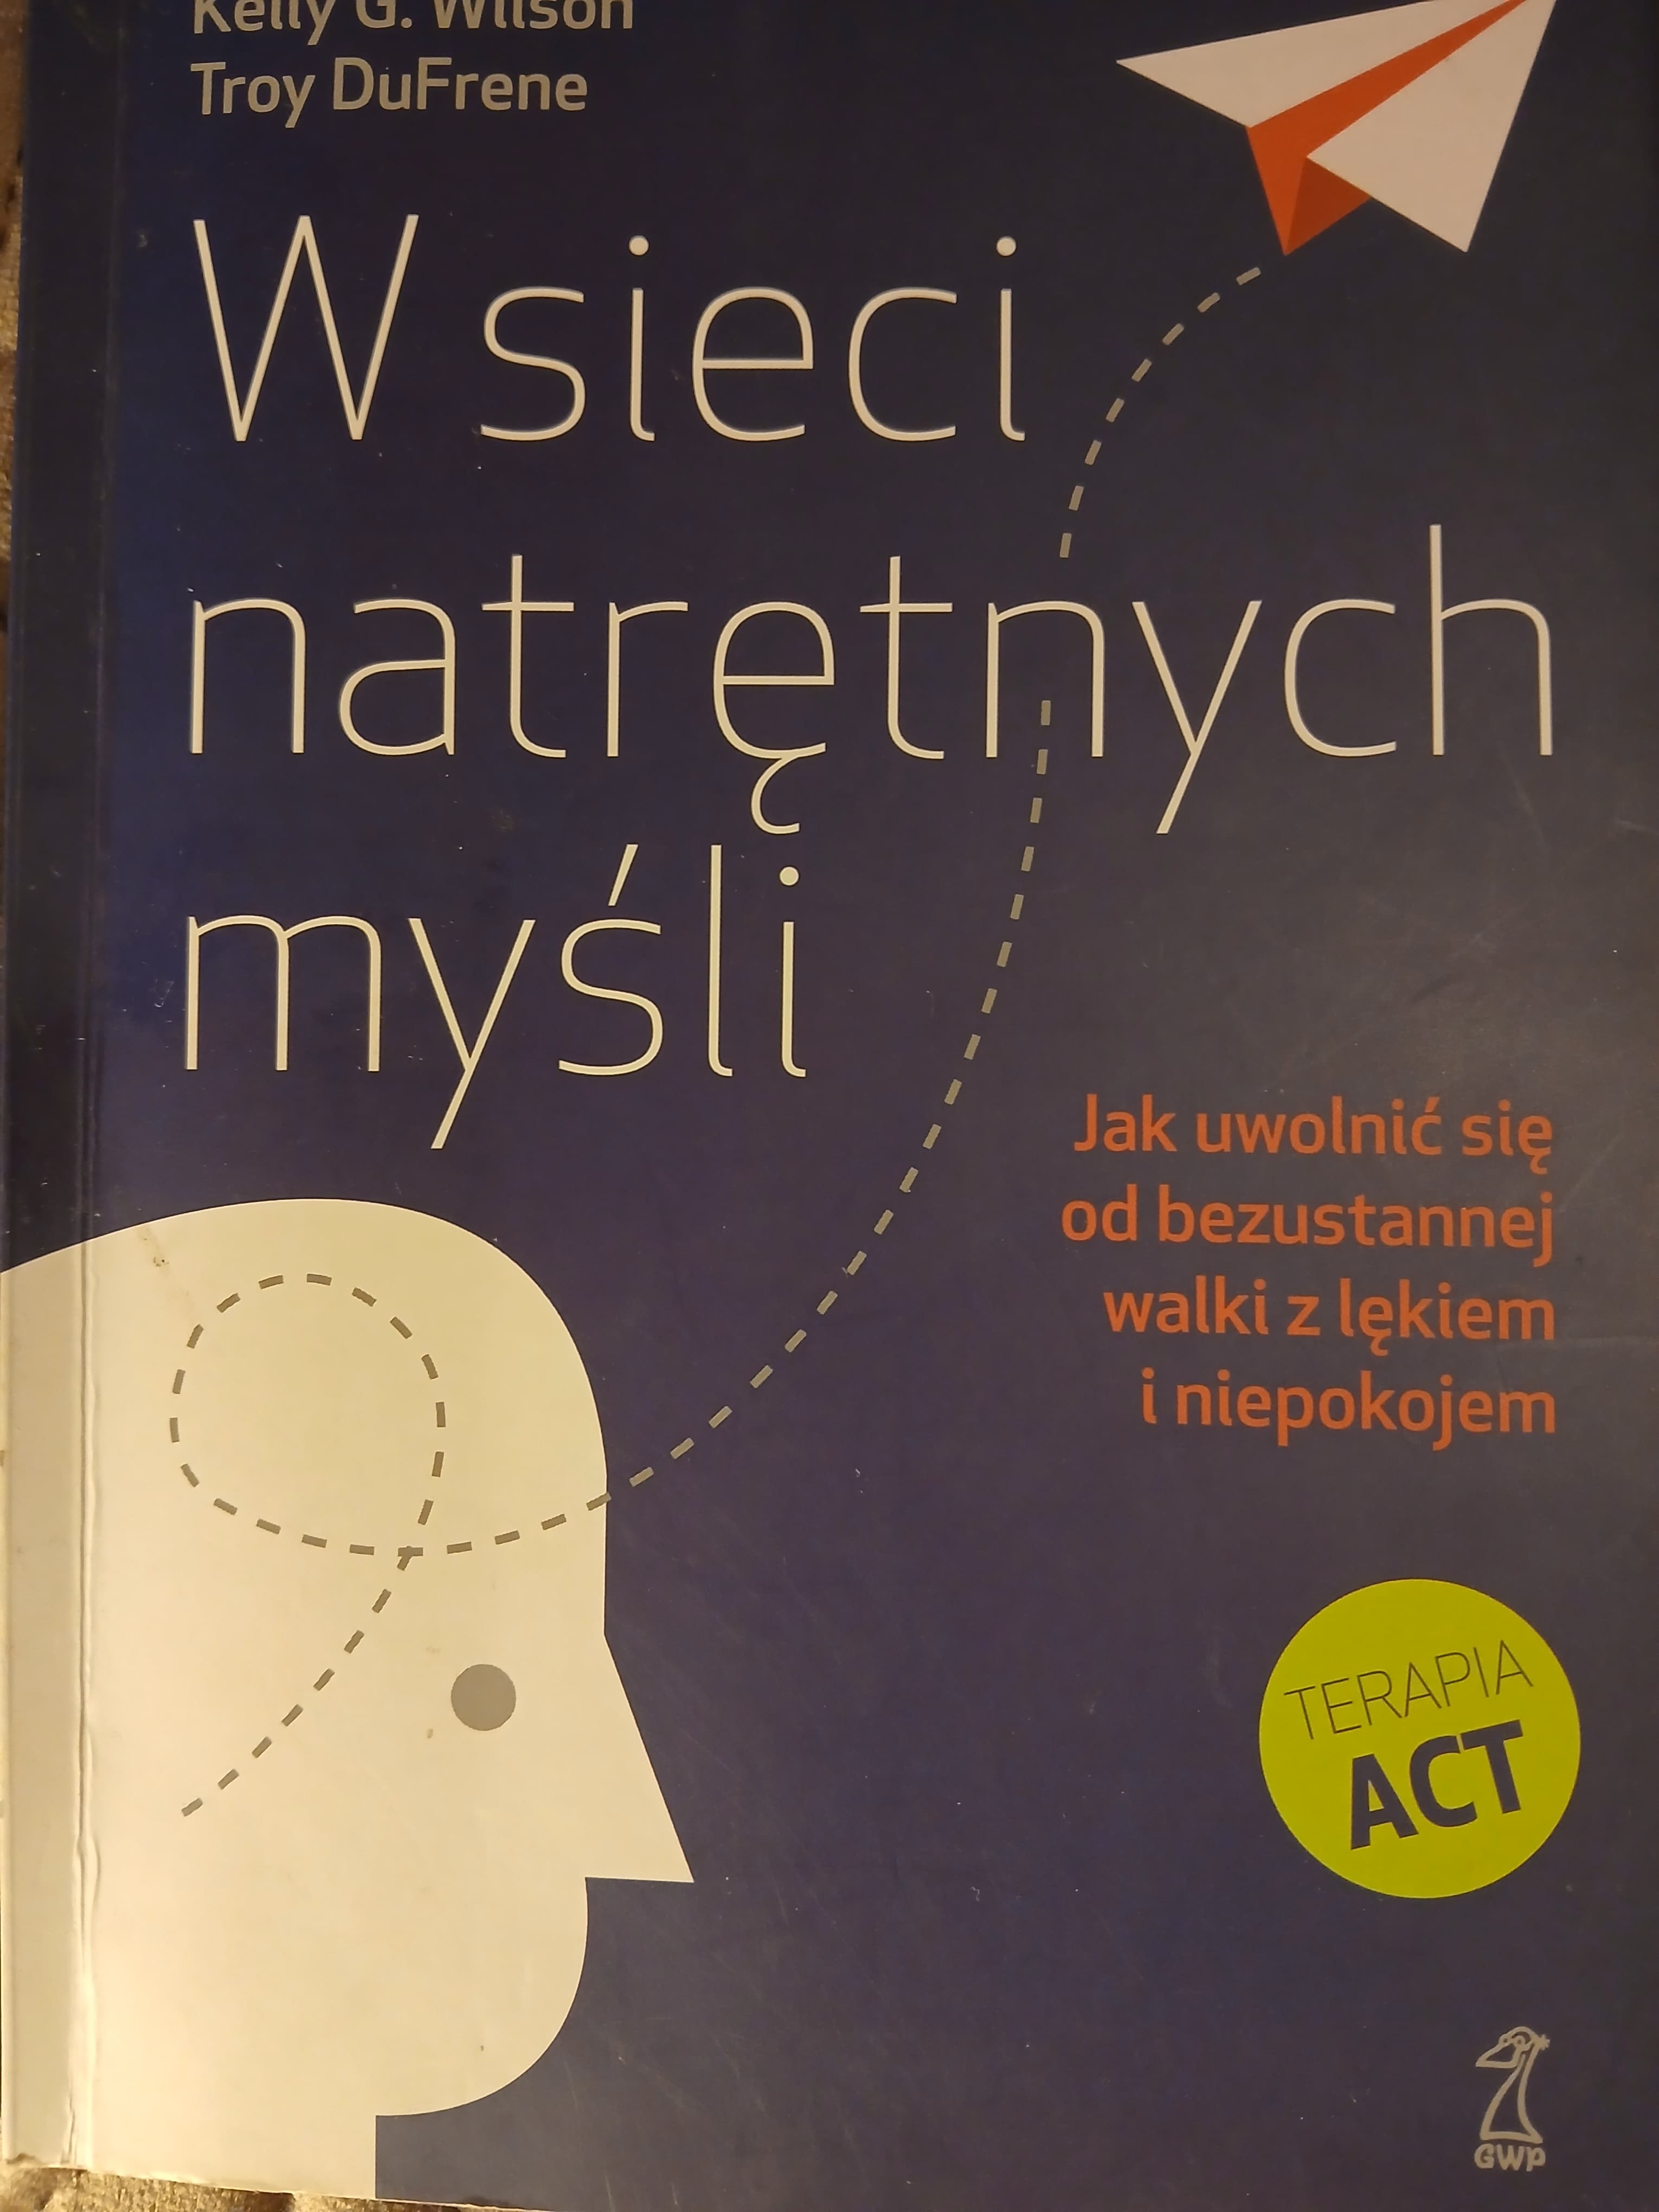 Kelly G. Wilson
Troy DuFrene
W sieci
natrętnych
myśli
Jak uwolnić się
od bezustannej
walki z lękiem
i niepokojem
TERAPIA
ACT
GWP